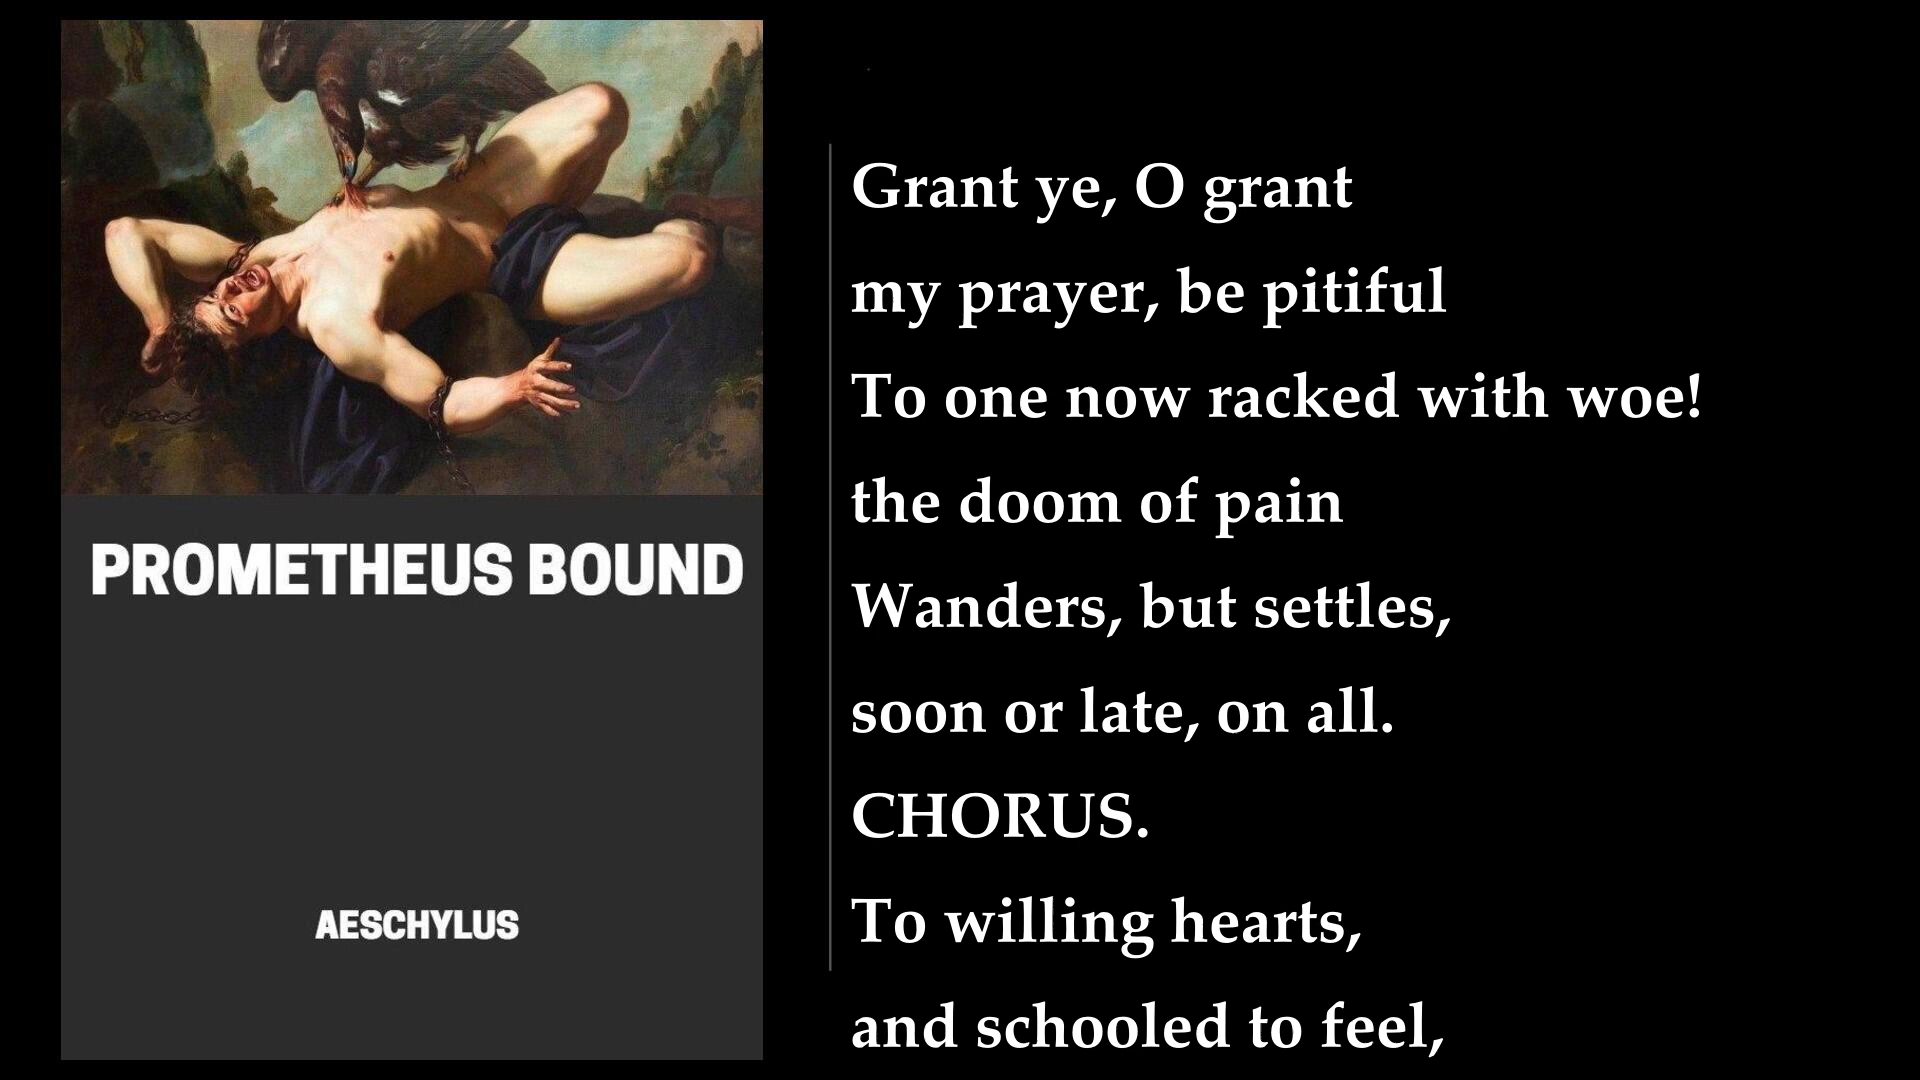 PROMETHEUS BOUND
AESCHYLUS
Grant ye, O grant
my prayer, be pitiful
To one now racked with woe!
the doom of pain
Wanders, but settles,
soon or late, on all.
CHORUS.
To willing hearts,
and schooled to feel,